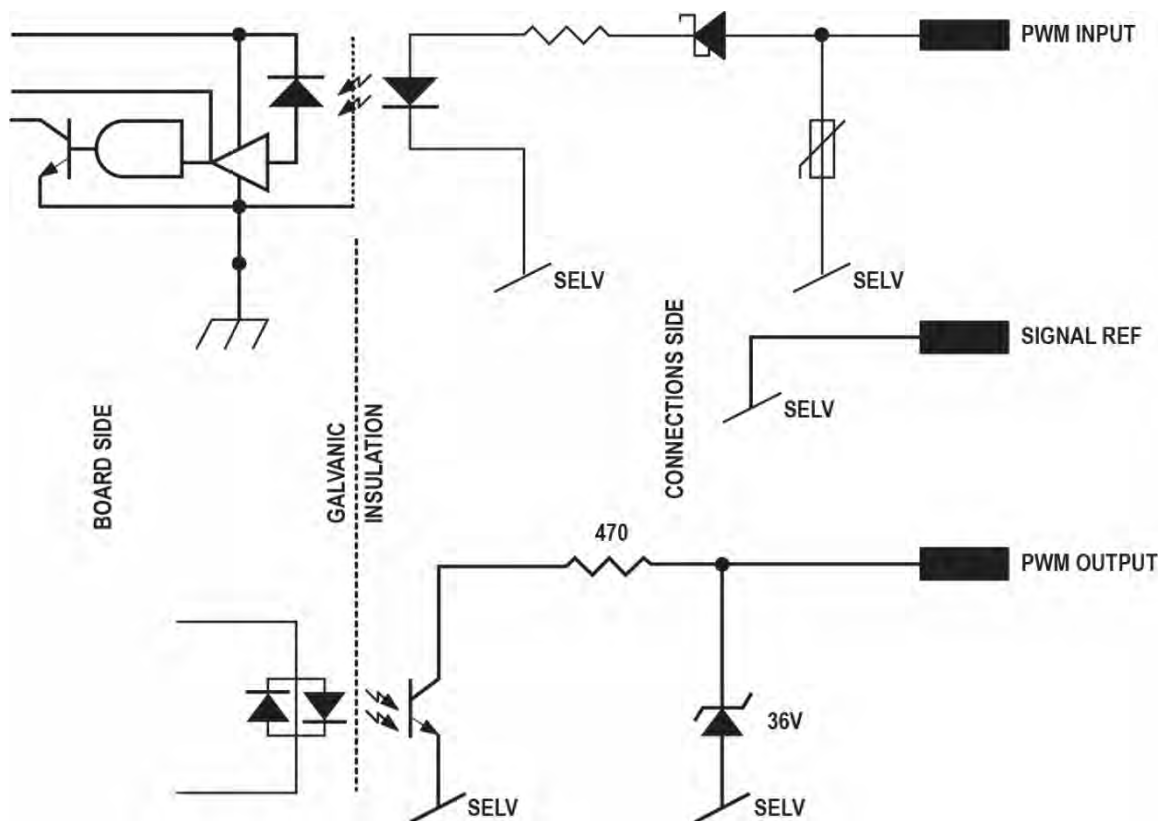 PWM INPUT
SELV
SELV
SIGNAL REF
SELV
BOARD SIDE
GALVANIC
INSULATION
CONNECTIONS SIDE
470
PWM OUTPUT
36V
SELV
SELV